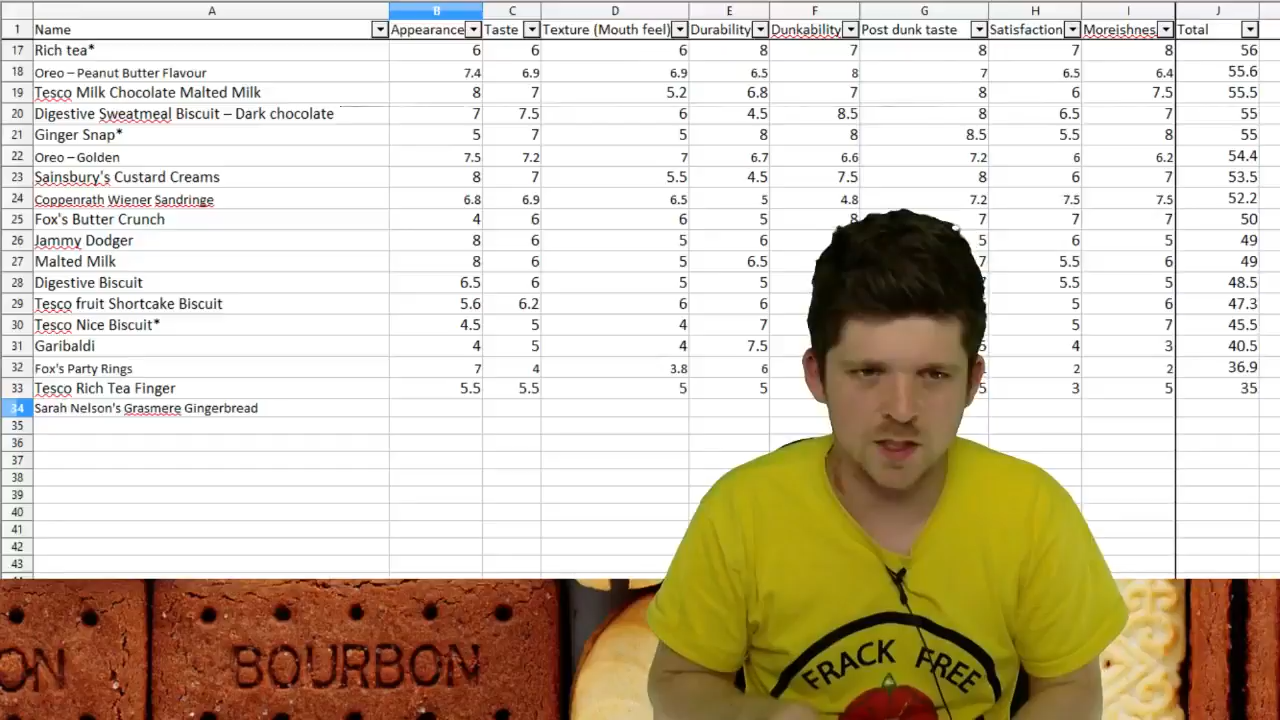 A B C D E F G H I J
1 Name Appearance Taste Texture (Mouth feel) Durability Dunkability Post dunk taste Satisfaction Moreishnes Total
17 Rich tea* 6 6 6 8 7 8 7 8 56
18 Oreo – Peanut Butter Flavour 7.4 6.9 6.9 6.5 8 7 6.5 6.4 55.6
19 Tesco Milk Chocolate Malted Milk 8 7 5.2 6.8 7 8 6 7.5 55.5
20 Digestive Sweatmeal Biscuit – Dark chocolate 7 7.5 6 4.5 8.5 8 6.5 7 55
21 Ginger Snap* 5 7 5 8 8 8.5 5.5 8 55
22 Oreo – Golden 7.5 7.2 7 6.7 6.6 7.2 6 6.2 54.4
23 Sainsbury's Custard Creams 8 7 5.5 4.5 7.5 8 6 7 53.5
24 Coppenrath Wiener Sandringe 6.8 6.9 6.5 5 4.8 7.2 7.5 7.5 52.2
25 Fox's Butter Crunch 4 6 6 5 8 7 7 7 50
26 Jammy Dodger 8 6 5 6 5 6 5 49
27 Malted Milk 8 6 5 6.5 7 5.5 6 49
28 Digestive Biscuit 6.5 6 5 5 5.5 5 48.5
29 Tesco fruit Shortcake Biscuit 5.6 6.2 6 6 5 6 47.3
30 Tesco Nice Biscuit* 4.5 5 4 7 5 7 45.5
31 Garibaldi 4 5 4 7.5 4 3 40.5
32 Fox's Party Rings 7 4 3.8 6 2 2 36.9
33 Tesco Rich Tea Finger 5.5 5.5 5 5 5 3 5 35
34 Sarah Nelson's Grasmere Gingerbread
35
36
37
38
39
40
41
42
43
ON BOURBON
FRACK FREE